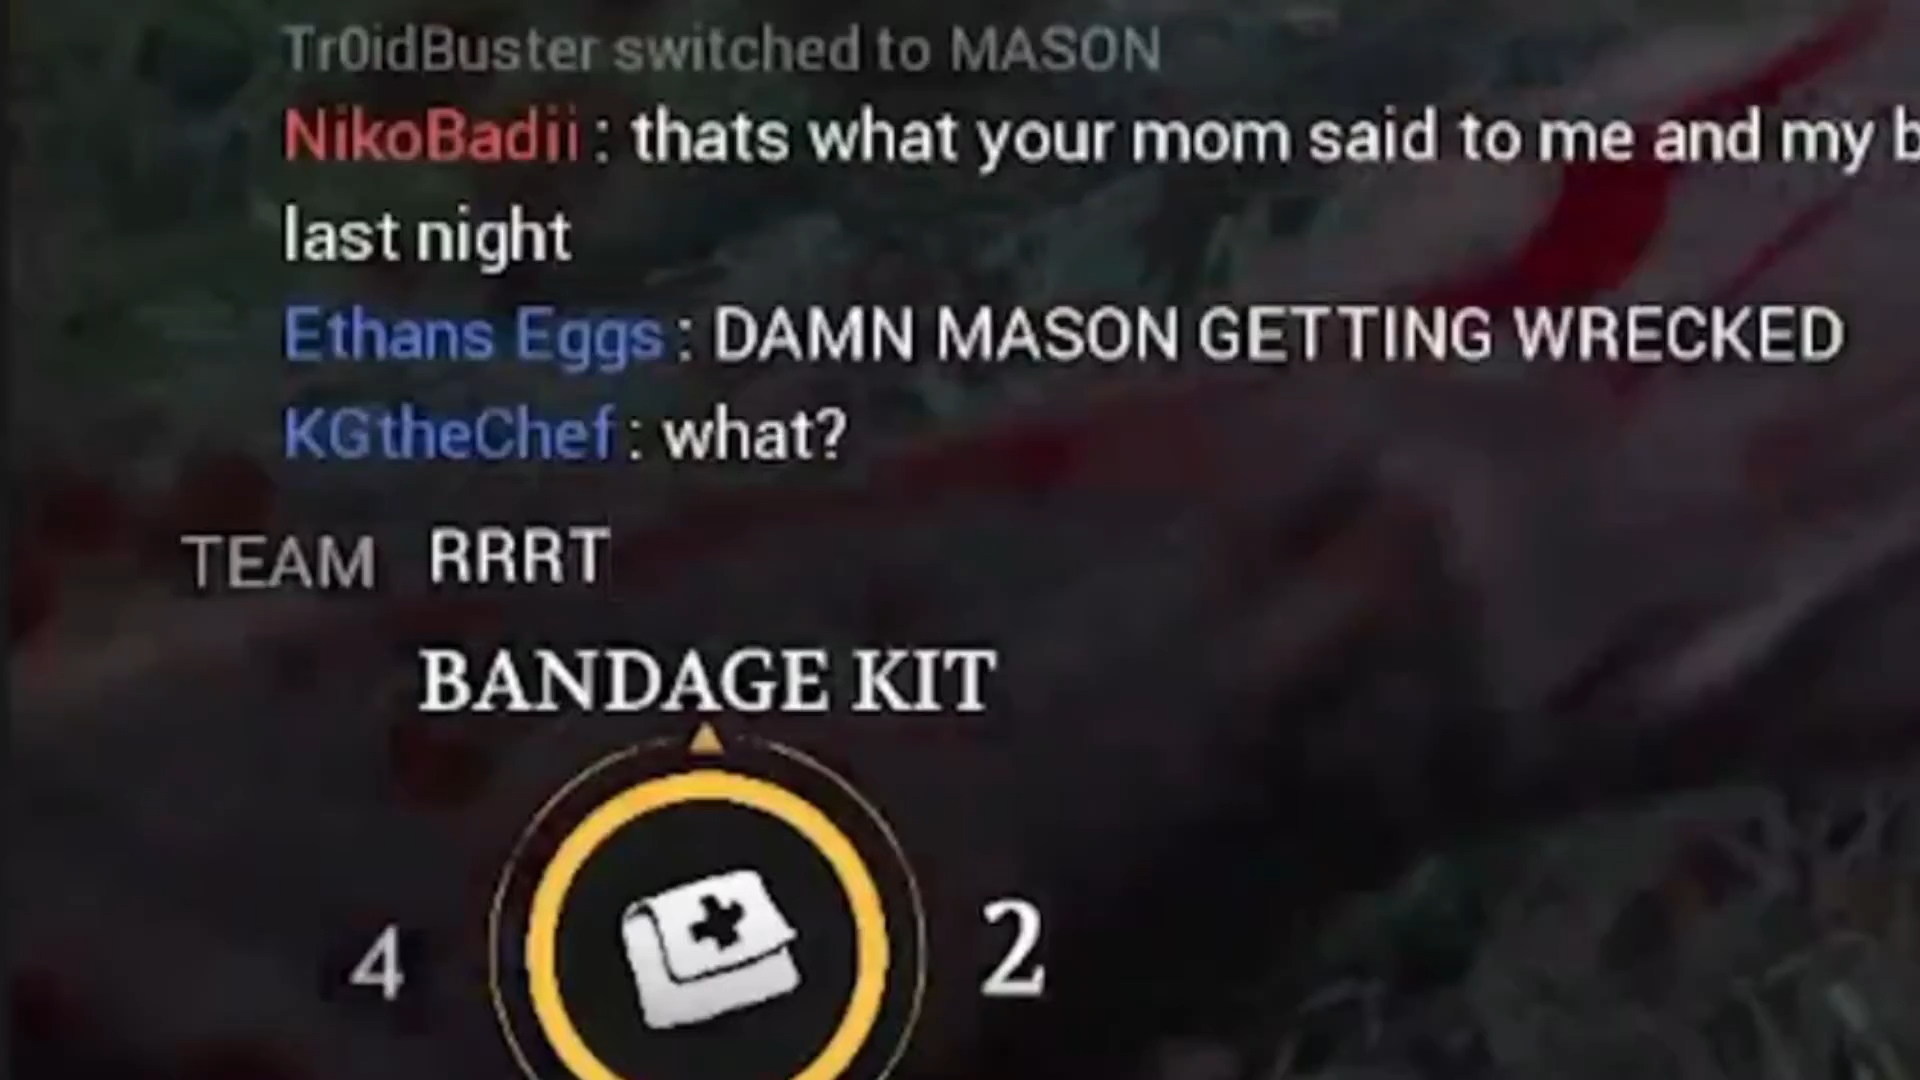 Tr0idBuster switched to MASON
NikoBadii : thats what your mom said to me and my
last night
Ethans Eggs : DAMN MASON GETTING WRECKED
KGtheChef : what?
TEAM RRRT
BANDAGE KIT
4 2